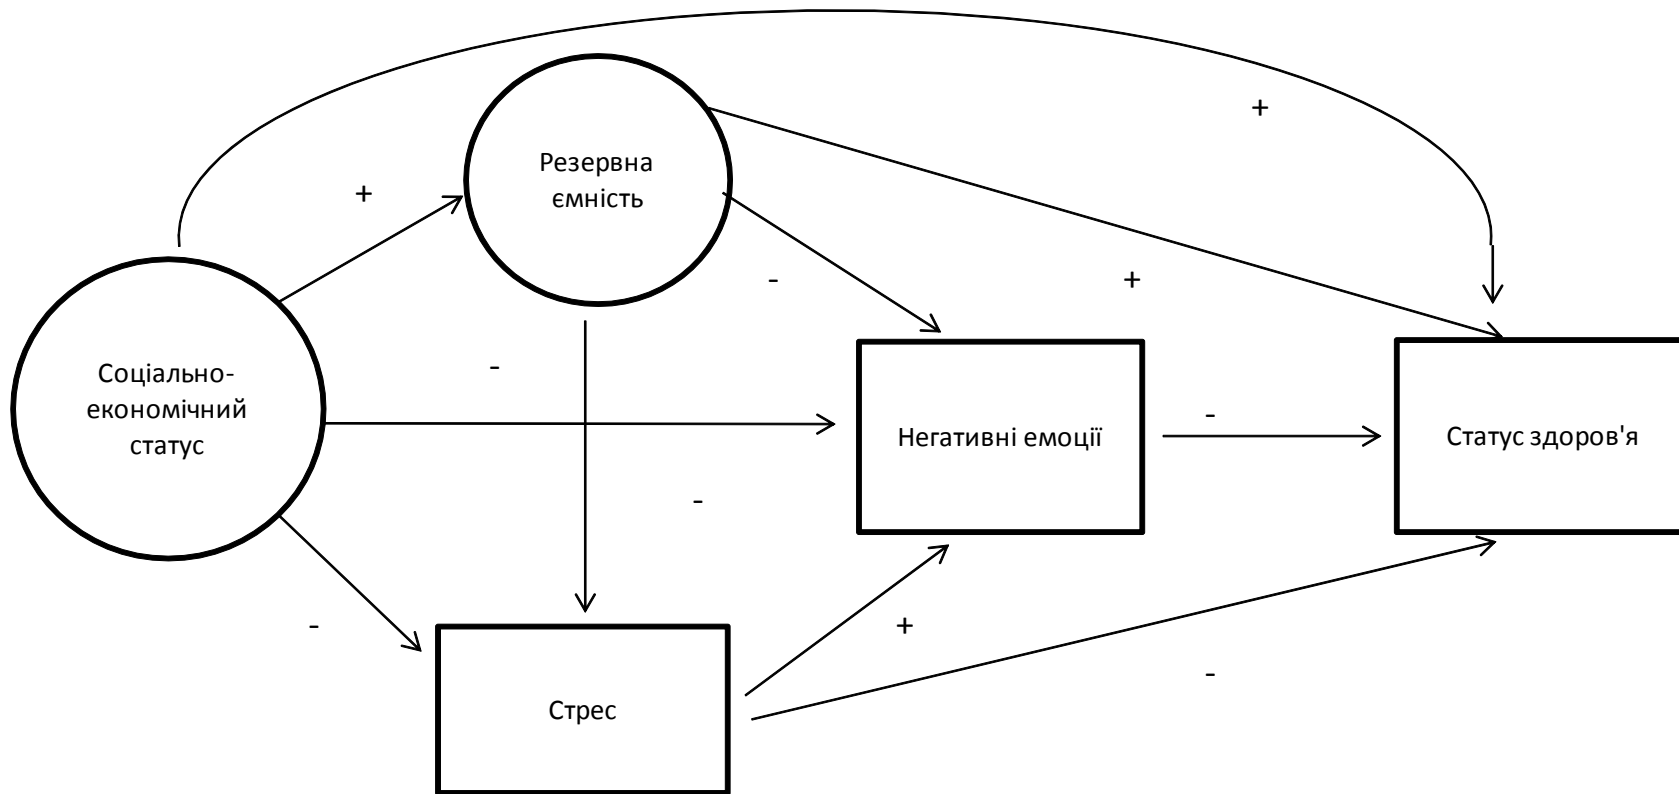 +
Резервна
ємність
+
-
+
Соціально-
економічний
статус
-
Негативні емоції
-
Статус здоров'я
-
-
+
-
Стрес